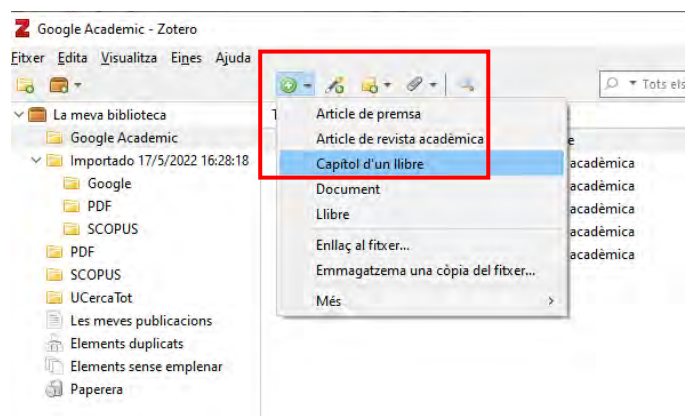 Google Academic - Zotero
Fitxer Edita Visualitza Eines Ajuda
Tots els
La meva biblioteca
T
Google Academic
e
Importado 17/5/2022 16:28:18
Google
PDF
SCOPUS
PDF
SCOPUS
UCercaTot
Les meves publicacions
Elements duplicats
Elements sense emplenar
Paperera
Article de premsa
Article de revista acadèmica
Capítol d'un llibre
Document
Llibre
Enllaç al fitxer...
Emmagatzema una còpia del fitxer...
Més
acadèmica
acadèmica
acadèmica
acadèmica
acadèmica